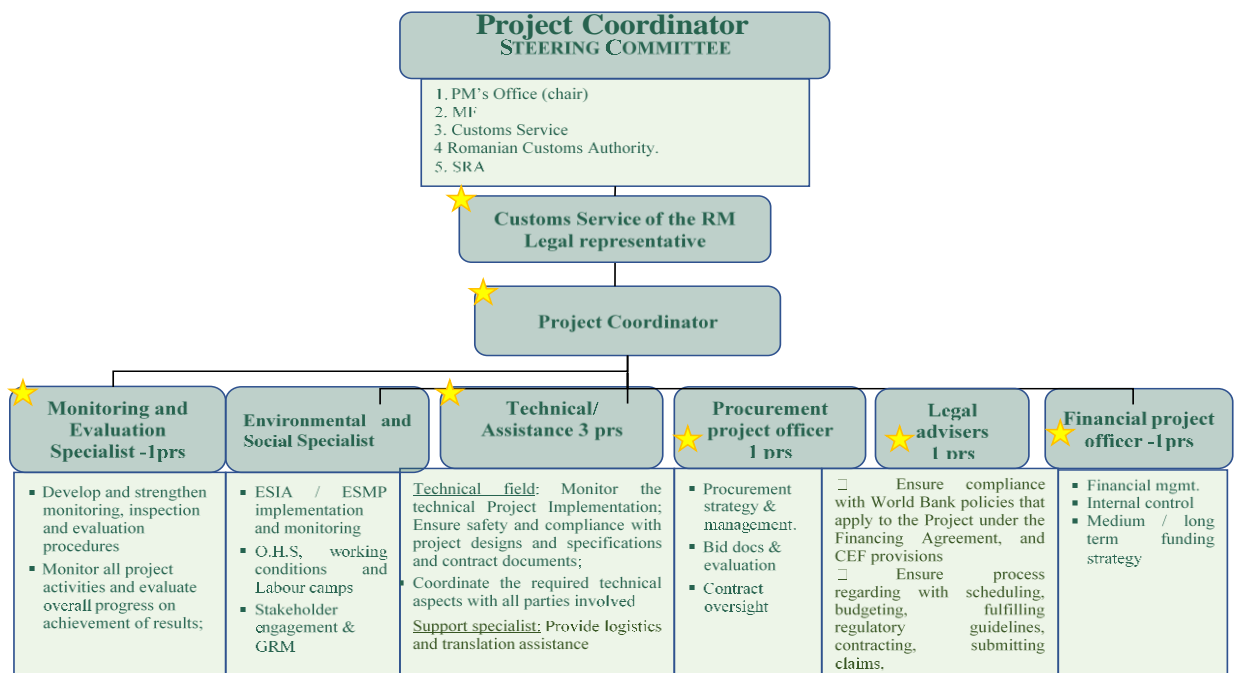 Project Coordinator
STEERING COMMITTEE
1. PM's Office (chair)
2. MF
3. Customs Service
4 Romanian Customs Authority.
5. SRA
Customs Service of the RM
Legal representative
Project Coordinator
Monitoring and
Evaluation
Specialist -1prs
▪ Develop and strengthen
monitoring, inspection
and evaluation
procedures
▪ Monitor all project
activities and evaluate
overall progress on
achievement of results;
Environmental and
Social Specialist
▪ ESIA / ESMP
implementation
and monitoring
▪ O.H.S, working
conditions and
Labour camps
▪ Stakeholder
engagement &
GRM
Technical/
Assistance 3 prs
Technical field: Monitor the
technical Project Implementation;
Ensure safety and compliance with
project designs and specifications
and contract documents;
▪ Coordinate the required technical
aspects with all parties involved
Support specialist: Provide logistics
and translation assistance
Procurement
project officer
1 prs
▪ Procurement
strategy &
management.
▪ Bid docs &
evaluation
▪ Contract
oversight
Legal
advisers
1 prs
□ Ensure compliance
with World Bank policies that
apply to the Project under the
Financing Agreement, and
CEF provisions
□ Ensure process
regarding with scheduling,
budgeting, fulfilling
regulatory guidelines,
contracting, submitting
claims.
Financial project
officer -1prs
▪ Financial mgmt.
▪ Internal control
▪ Medium / long
term funding
strategy